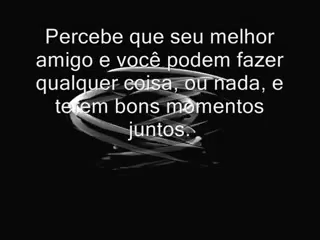 Percebe que seu melhor
amigo e você podem fazer
qualquer coisa, ou nada, e
terem bons momentos
juntos.